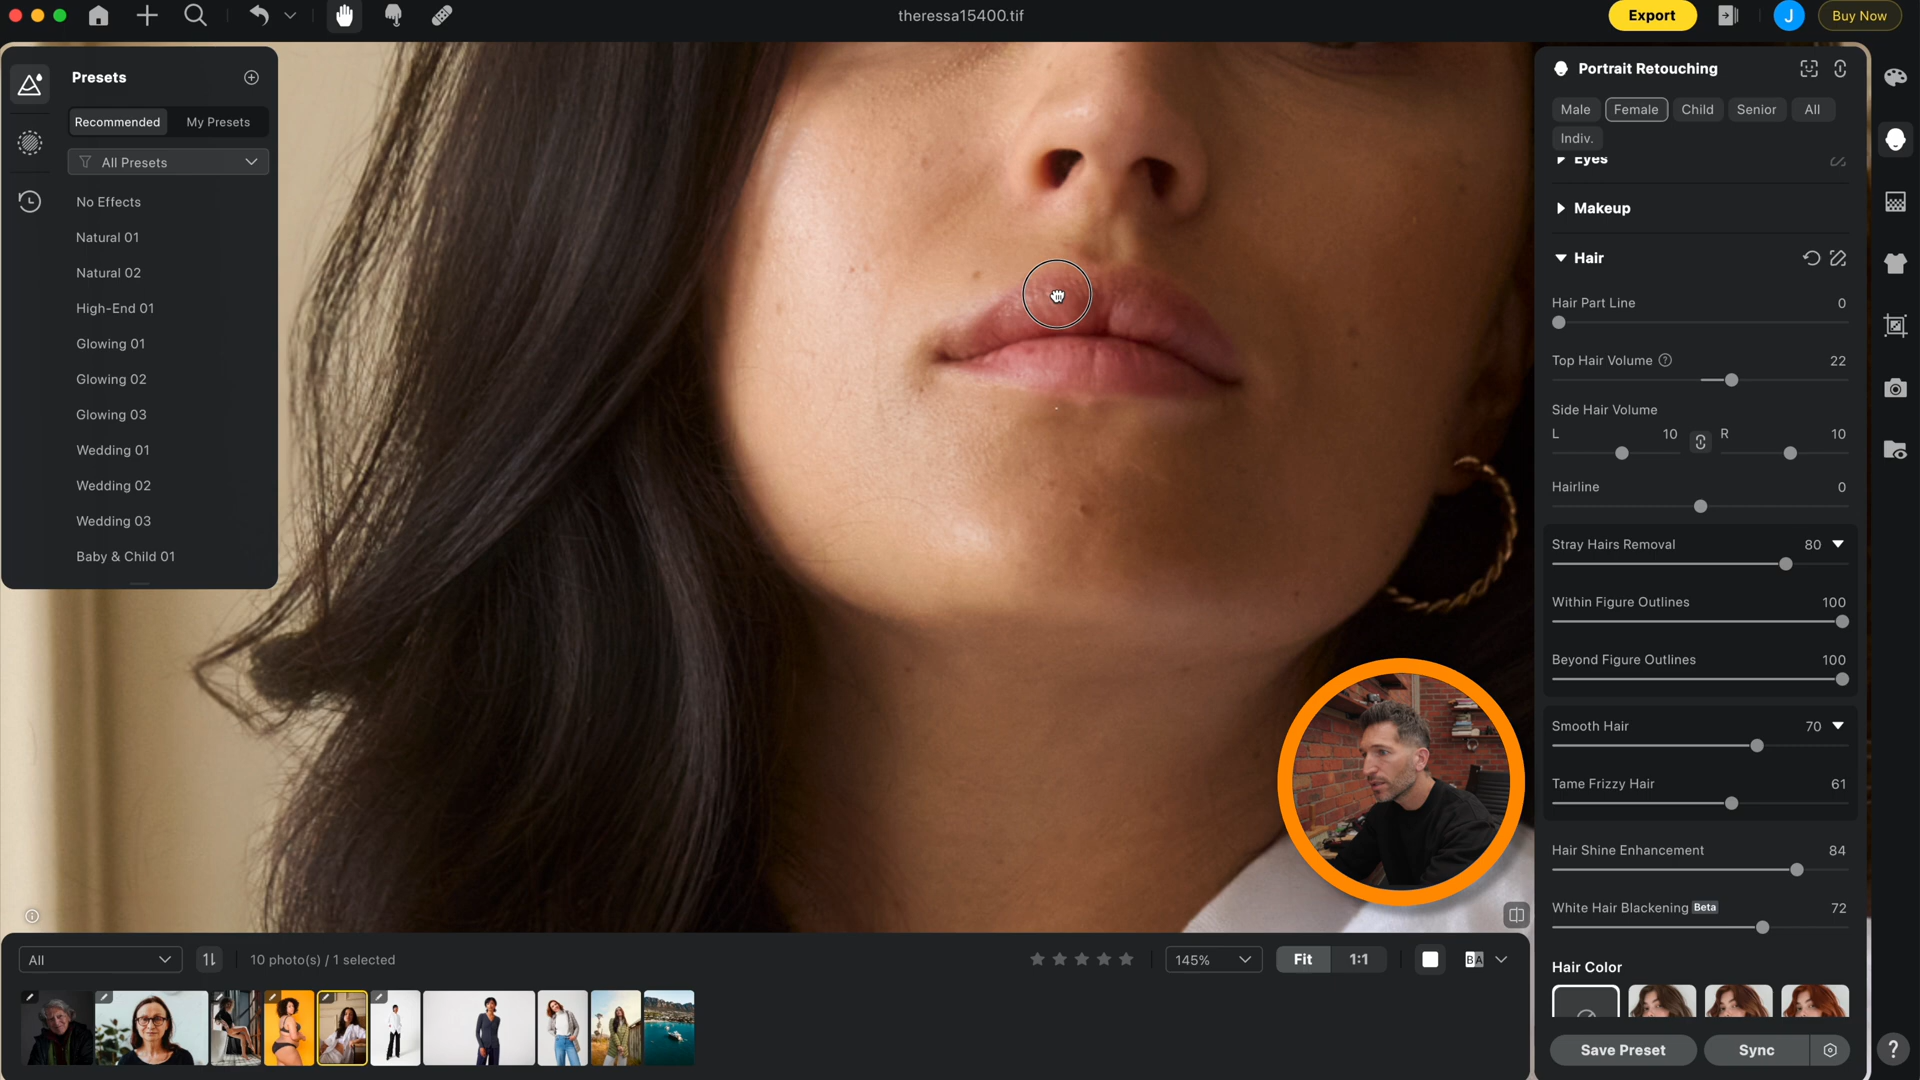 theressa15400.tif
Export
J
Buy Now
Presets
Recommended
My Presets
All Presets
No Effects
Natural 01
Natural 02
High-End 01
Glowing 01
Glowing 02
Glowing 03
Wedding 01
Wedding 02
Wedding 03
Baby & Child 01
Portrait Retouching
Male
Female
Child
Senior
All
Indiv.
Eyes
Makeup
Hair
Hair Part Line 0
Top Hair Volume ? 22
Side Hair Volume
L 10 R 10
Hairline 0
Stray Hairs Removal 80
Within Figure Outlines 100
Beyond Figure Outlines 100
Smooth Hair 70
Tame Frizzy Hair 61
Hair Shine Enhancement 84
White Hair Blackening Beta 72
Hair Color
Save Preset
Sync
?
All
10 photo(s) / 1 selected
145%
Fit
1:1
BA